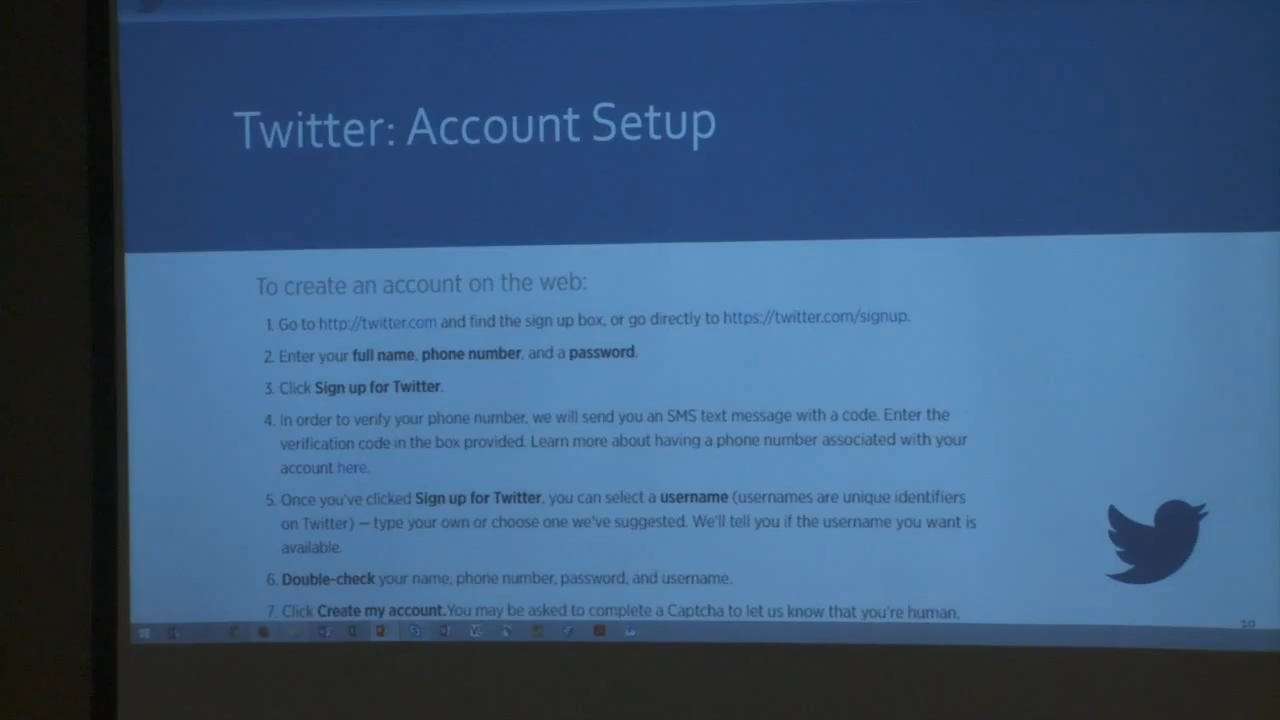 Twitter: Account Setup
To create an account on the web:
1. Go to http://twitter.com and find the sign up box, or go directly to https://twitter.com/signup.
2. Enter your full name, phone number, and a password.
3. Click Sign up for Twitter.
4. In order to verify your phone number, we will send you an SMS text message with a code. Enter the
verification code in the box provided. Learn more about having a phone number associated with your
account here.
5. Once you've clicked Sign up for Twitter, you can select a username (usernames are unique identifiers
on Twitter) — type your own or choose one we've suggested. We'll tell you if the username you want is
available.
6. Double-check your name, phone number, password, and username.
7. Click Create my account.You may be asked to complete a Captcha to let us know that you're human.
20